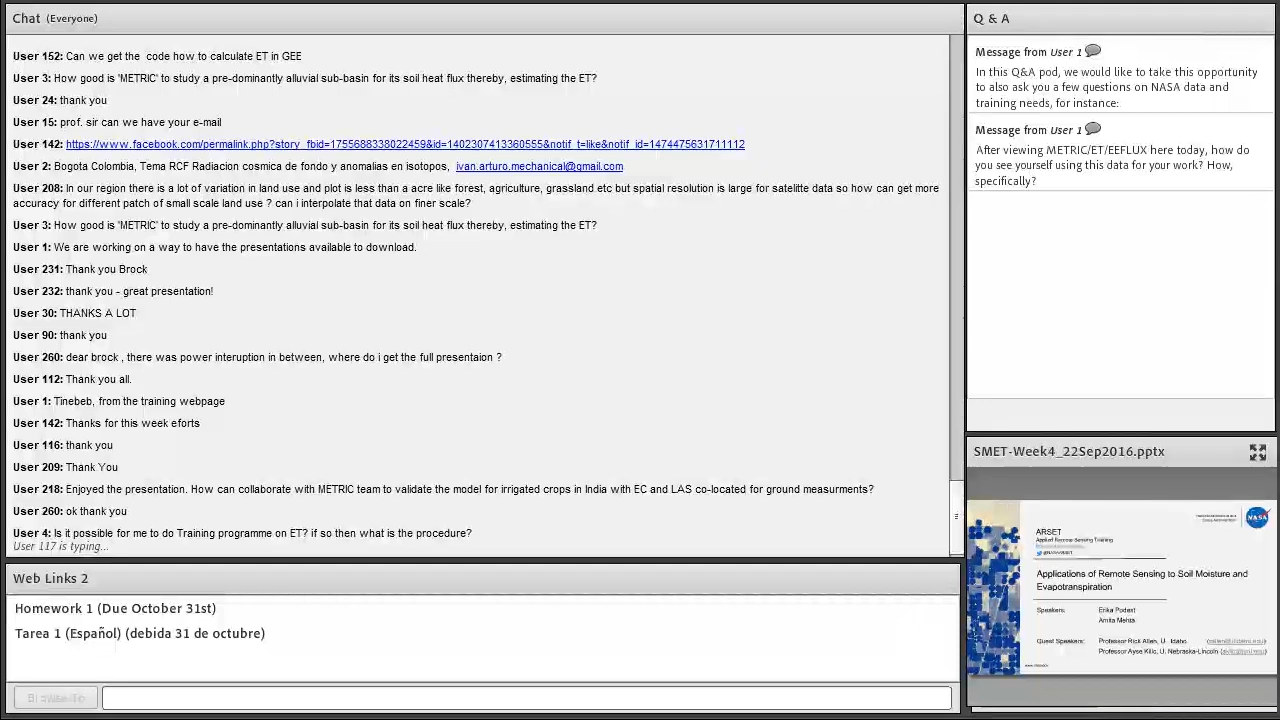 Chat (Everyone)
User 152: Can we get the code how to calculate ET in GEE
User 3: How good is 'METRIC' to study a pre-dominantly alluvial sub-basin for its soil heat flux thereby, estimating the ET?
User 24: thank you
User 15: prof. sir can we have your e-mail
User 142: https://www.facebook.com/permalink.php?story_fbid=1755688338022459&id=1402307413360555&notif_t=like&notif_id=1474475631711112
User 2: Bogota Colombia, Tema RCF Radiacion cosmica de fondo y anomalias en isotopos, ivan.arturo.mechanical@gmail.com
User 208: In our region there is a lot of variation in land use and plot is less than a acre like forest, agriculture, grassland etc but spatial resolution is large for satelitte data so how can get more
accuracy for different patch of small scale land use ? can i interpolate that data on finer scale?
User 3: How good is 'METRIC' to study a pre-dominantly alluvial sub-basin for its soil heat flux thereby, estimating the ET?
User 1: We are working on a way to have the presentations available to download.
User 231: Thank you Brock
User 232: thank you - great presentation!
User 30: THANKS A LOT
User 90: thank you
User 260: dear brock , there was power interuption in between, where do i get the full presentaion ?
User 112: Thank you all.
User 1: Tinebeb, from the training webpage
User 142: Thanks for this week eforts
User 116: thank you
User 209: Thank You
User 218: Enjoyed the presentation. How can collaborate with METRIC team to validate the model for irrigated crops in India with EC and LAS co-located for ground measurments?
User 260: ok thank you
User 4: Is it possible for me to do Training programme on ET? if so then what is the procedure?
User 117 is typing...
Web Links 2
Homework 1 (Due October 31st)
Tarea 1 (Español) (debida 31 de octubre)
Q & A
Message from User 1
In this Q&A pod, we would like to take this opportunity
to also ask you a few questions on NASA data and
training needs, for instance:
Message from User 1
After viewing METRIC/ET/EEFLUX here today, how do
you see yourself using this data for your work? How,
specifically?
SMET-Week4_22Sep2016.pptx
NASA
ARSET
Applied Remote Sensing Training
@NASAARSET
Applications of Remote Sensing to Soil Moisture and
Evapotranspiration
Speakers: Erika Podest
Amita Mehta
Guest Speakers: Professor Rick Allen, U. Idaho
Professor Ayse Kilic, U. Nebraska-Lincoln